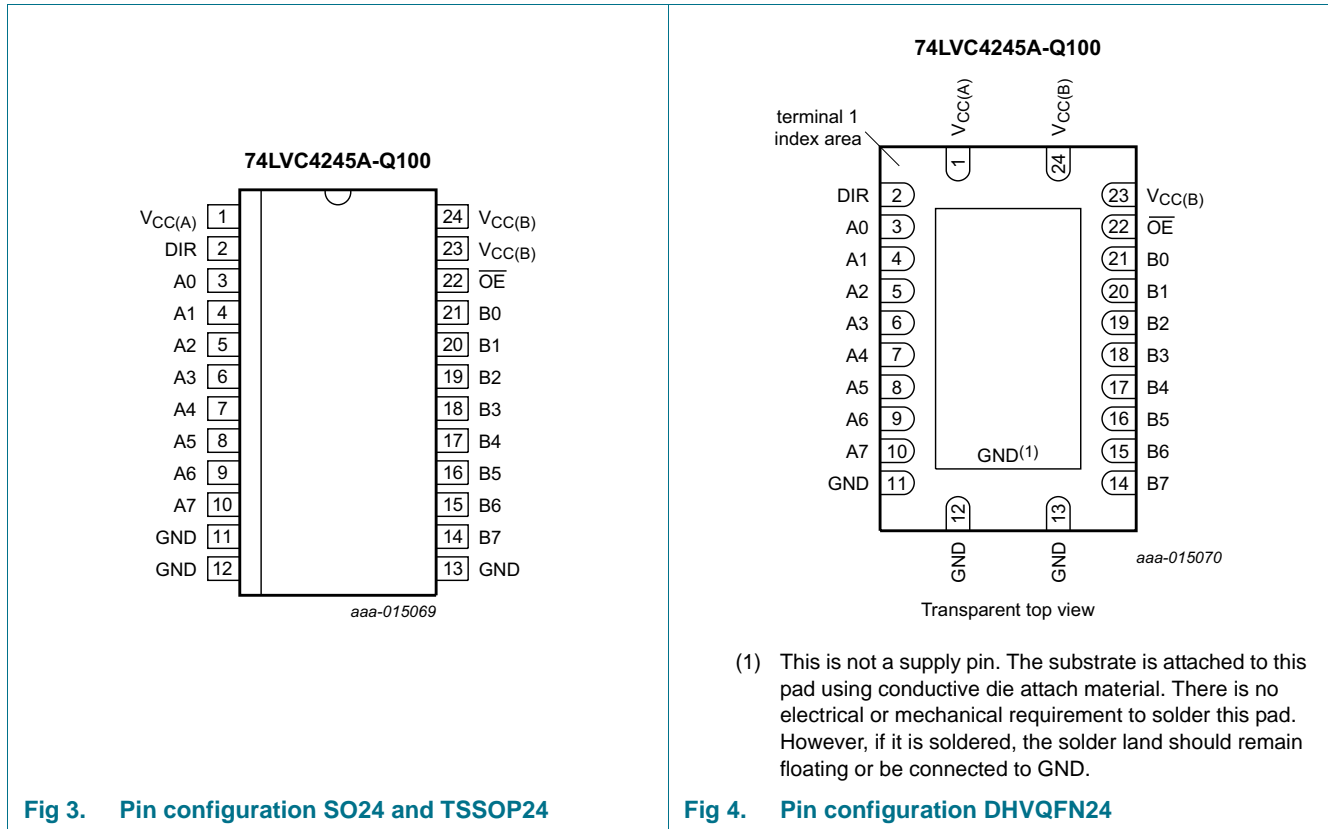 74LVC4245A-Q100
VCC(A) 1
DIR 2
A0 3
A1 4
A2 5
A3 6
A4 7
A5 8
A6 9
A7 10
GND 11
GND 12
24 VCC(B)
23 VCC(B)
22 OE
21 B0
20 B1
19 B2
18 B3
17 B4
16 B5
15 B6
14 B7
13 GND
aaa-015069
Fig 3. Pin configuration SO24 and TSSOP24
74LVC4245A-Q100
terminal 1
index area
VCC(A)
VCC(B)
1
24
DIR 2
A0 3
A1 4
A2 5
A3 6
A4 7
A5 8
A6 9
A7 10
GND 11
23 VCC(B)
22 OE
21 B0
20 B1
19 B2
18 B3
17 B4
16 B5
15 B6
14 B7
GND(1)
12
13
GND
GND
aaa-015070
Transparent top view
(1) This is not a supply pin. The substrate is attached to this
pad using conductive die attach material. There is no
electrical or mechanical requirement to solder this pad.
However, if it is soldered, the solder land should remain
floating or be connected to GND.
Fig 4. Pin configuration DHVQFN24